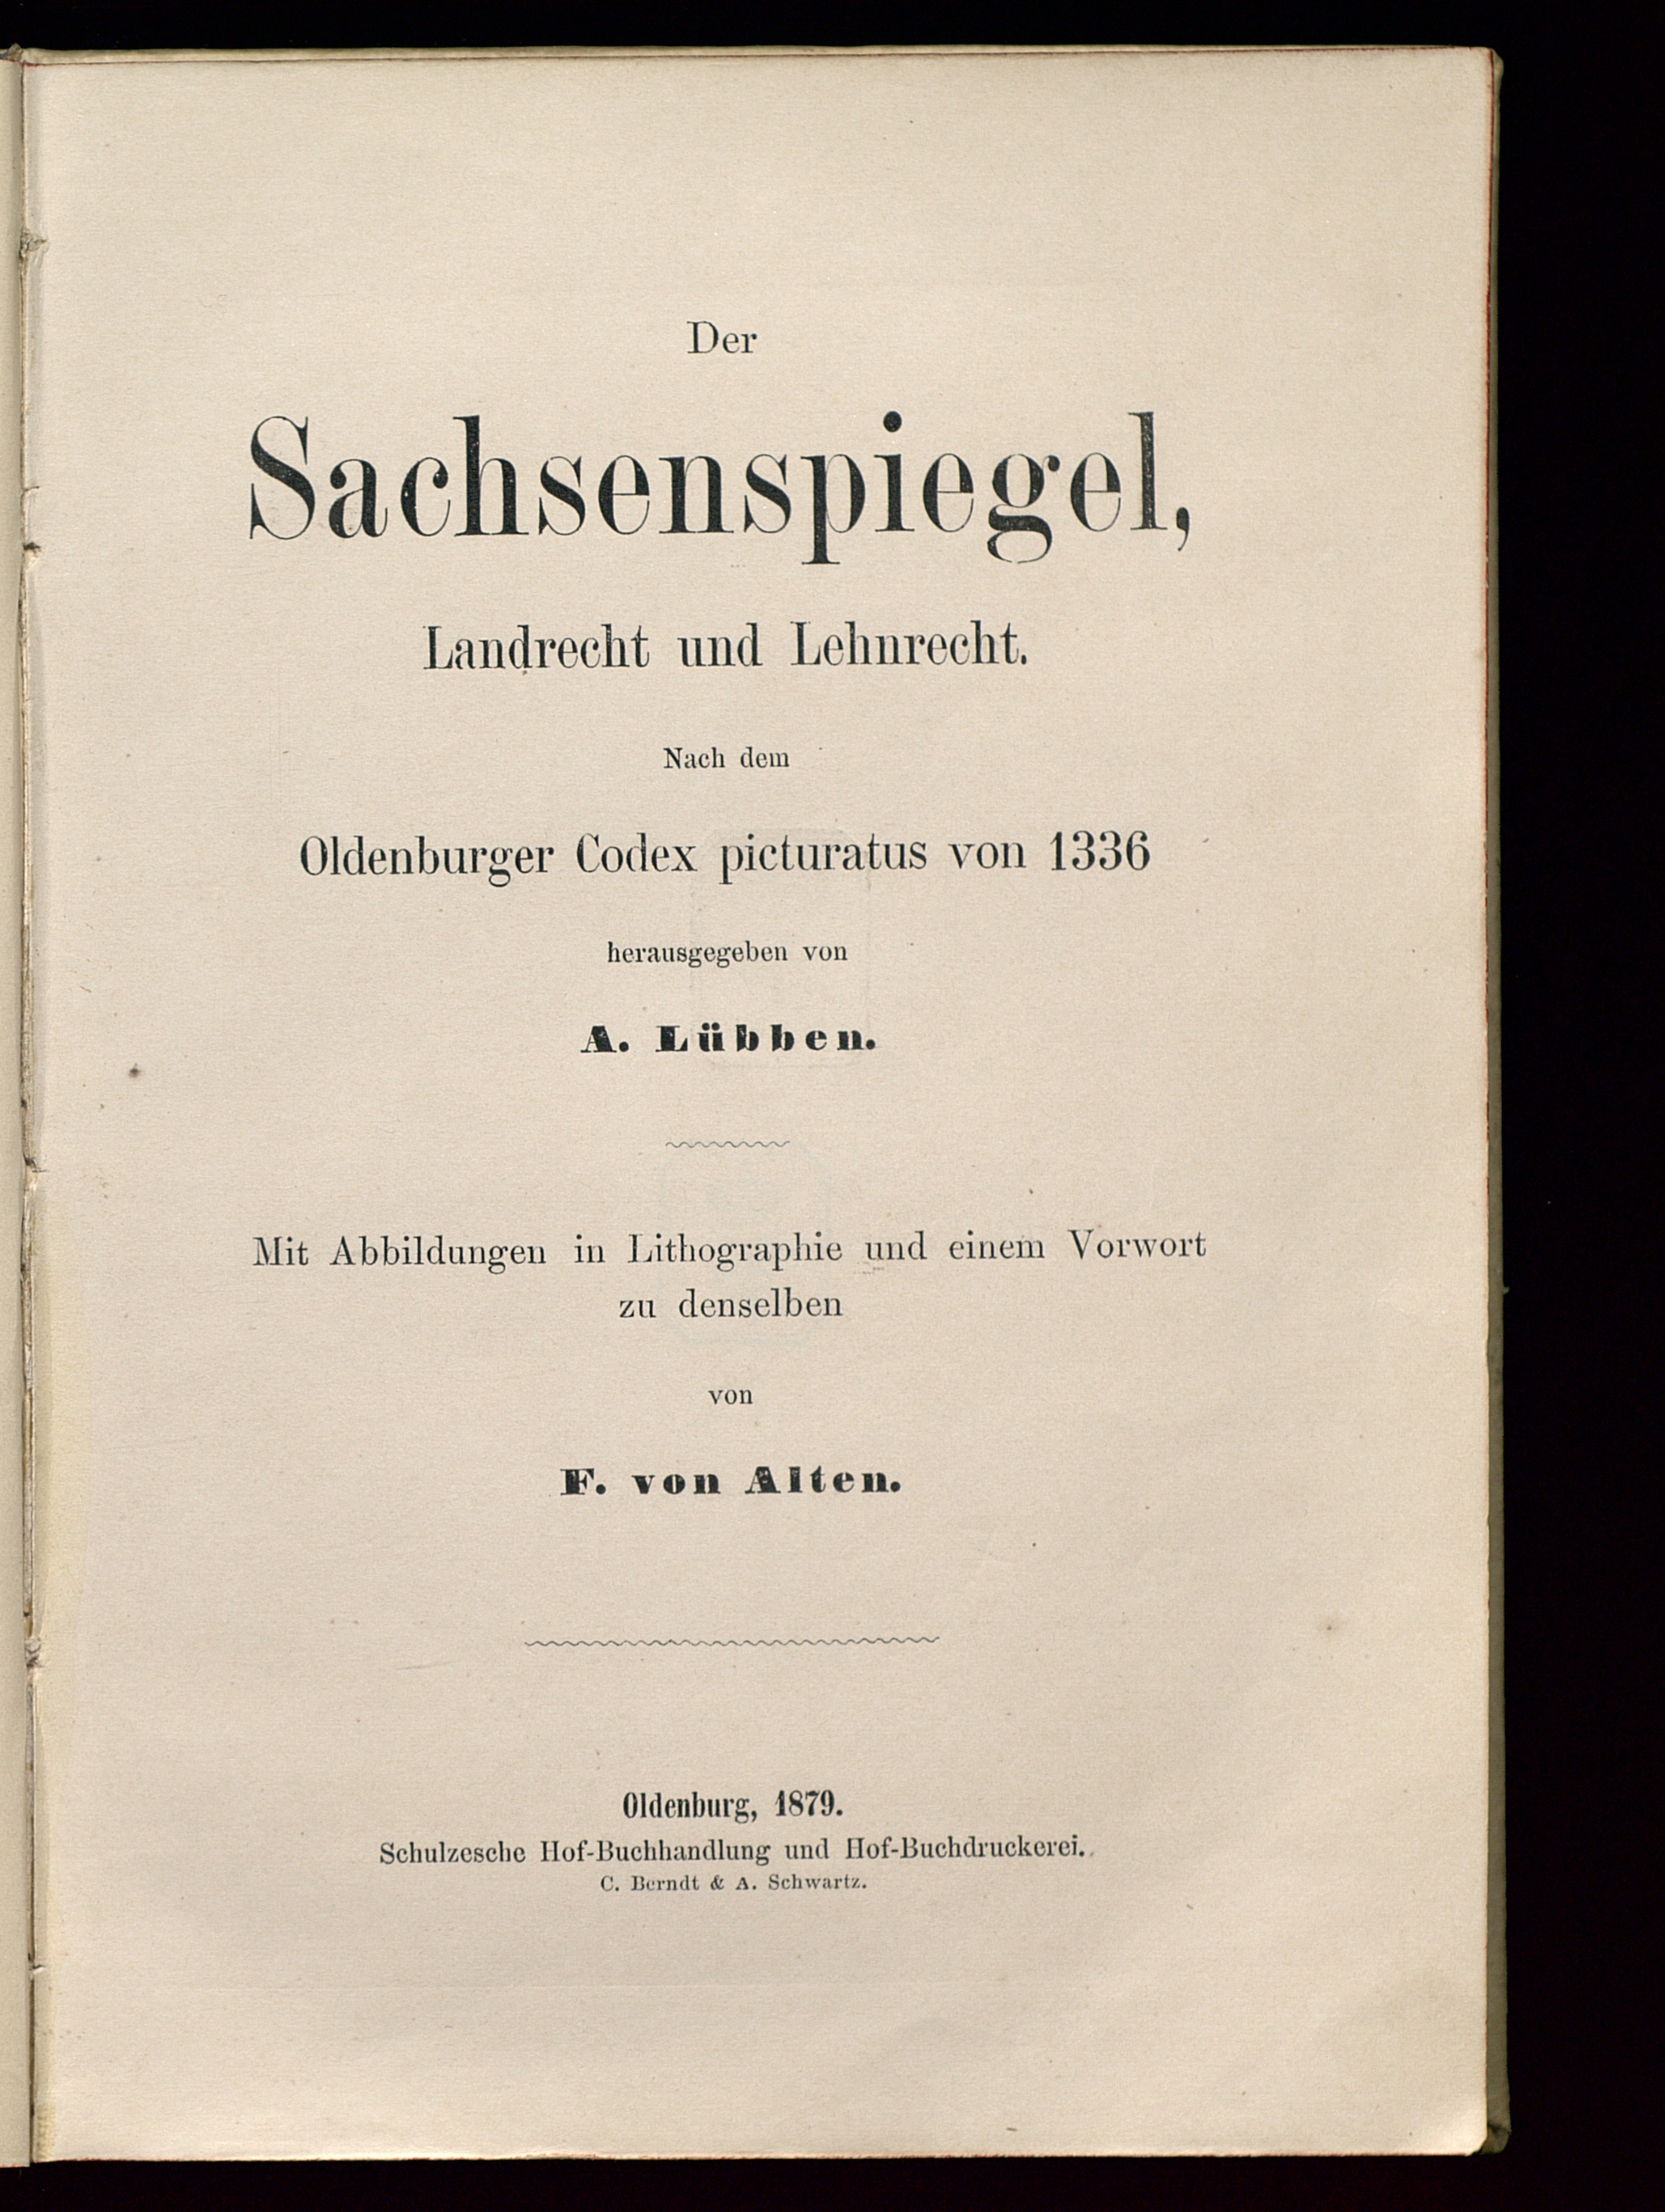 Der
Sachsenspiegel,
Landrecht und Lehnrecht.
Nach dem
Oldenburger Codex picturatus von 1336
herausgegeben von
A. Lübben.
Mit Abbildungen in Lithographie und einem Vorwort
zu denselben
von
F. von Alten.
Oldenburg, 1879.
Schulzesche Hof-Buchhandlung und Hof-Buchdruckerei.
C. Berndt & A. Schwartz.